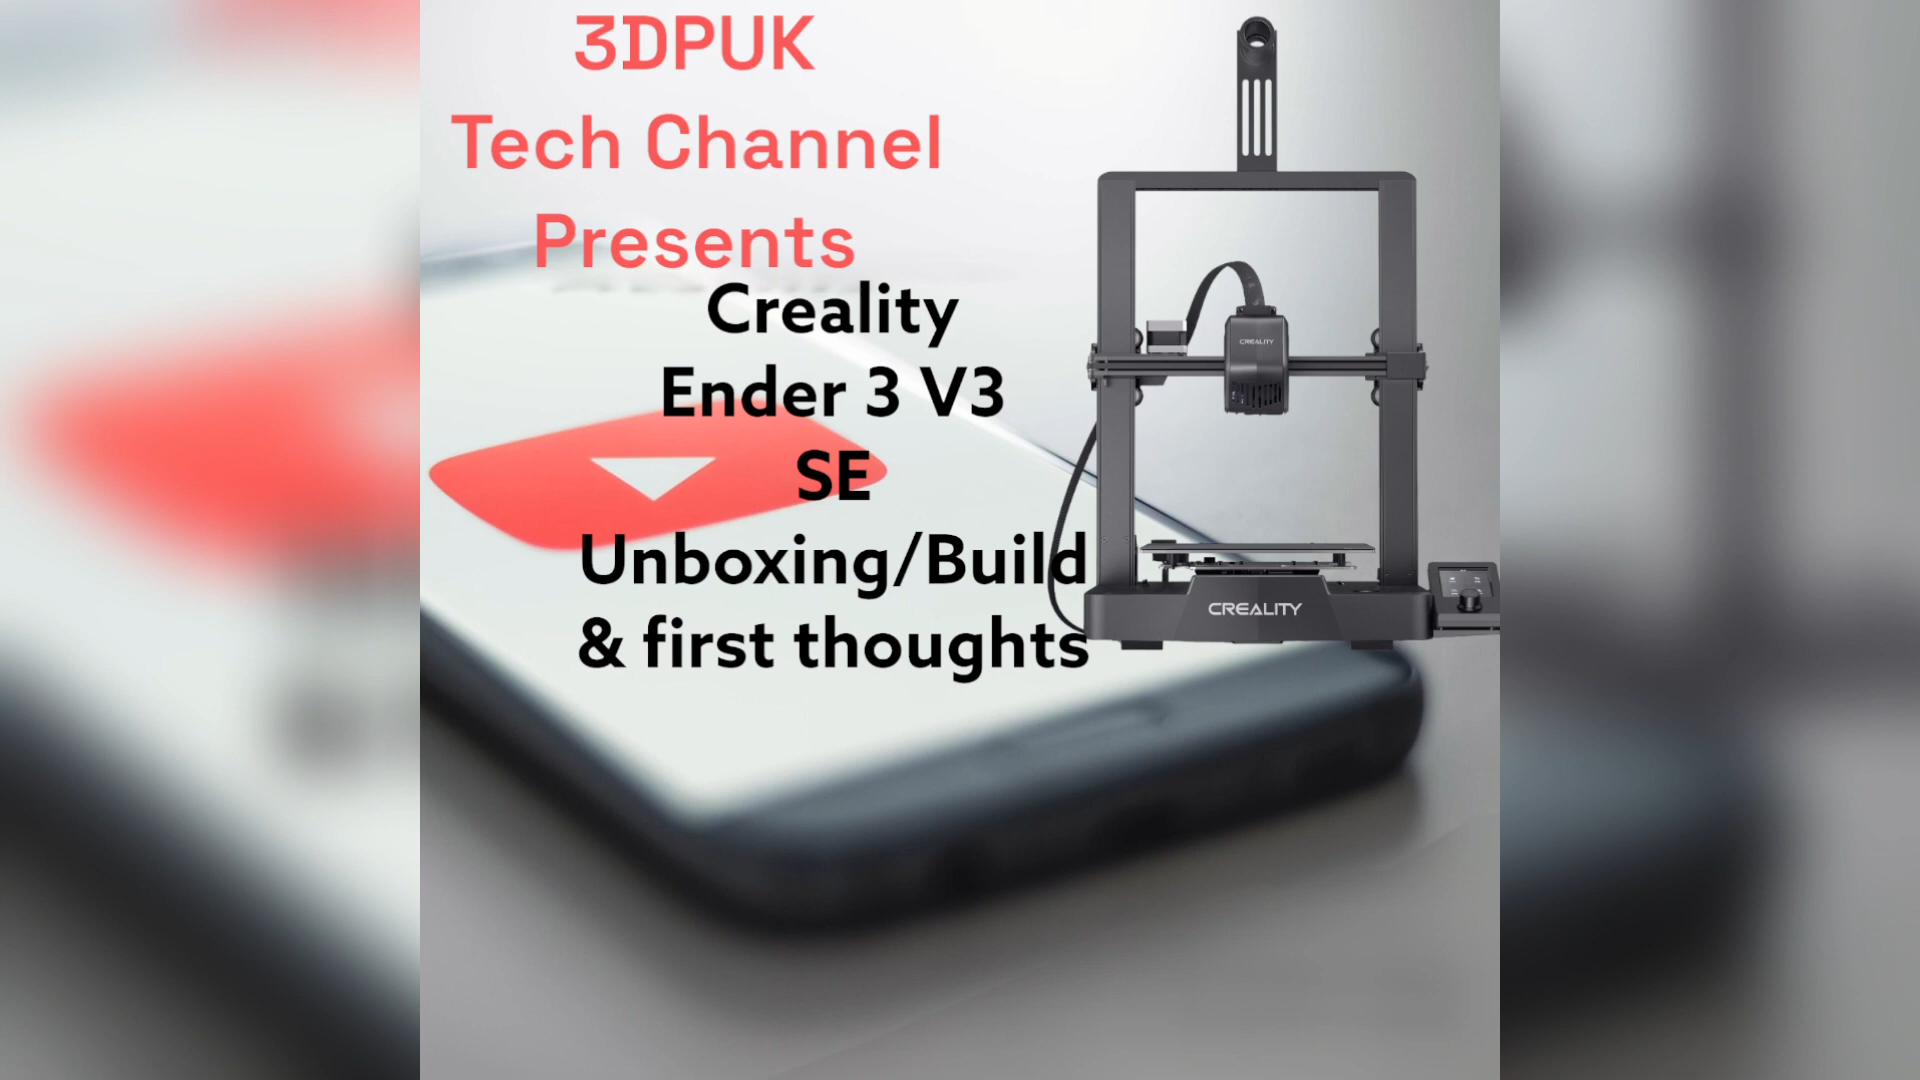 3DPUK
Tech Channel
Presents
Creality
Ender 3 V3
SE
Unboxing/Build
& first thoughts
CREALITY
CREALITY